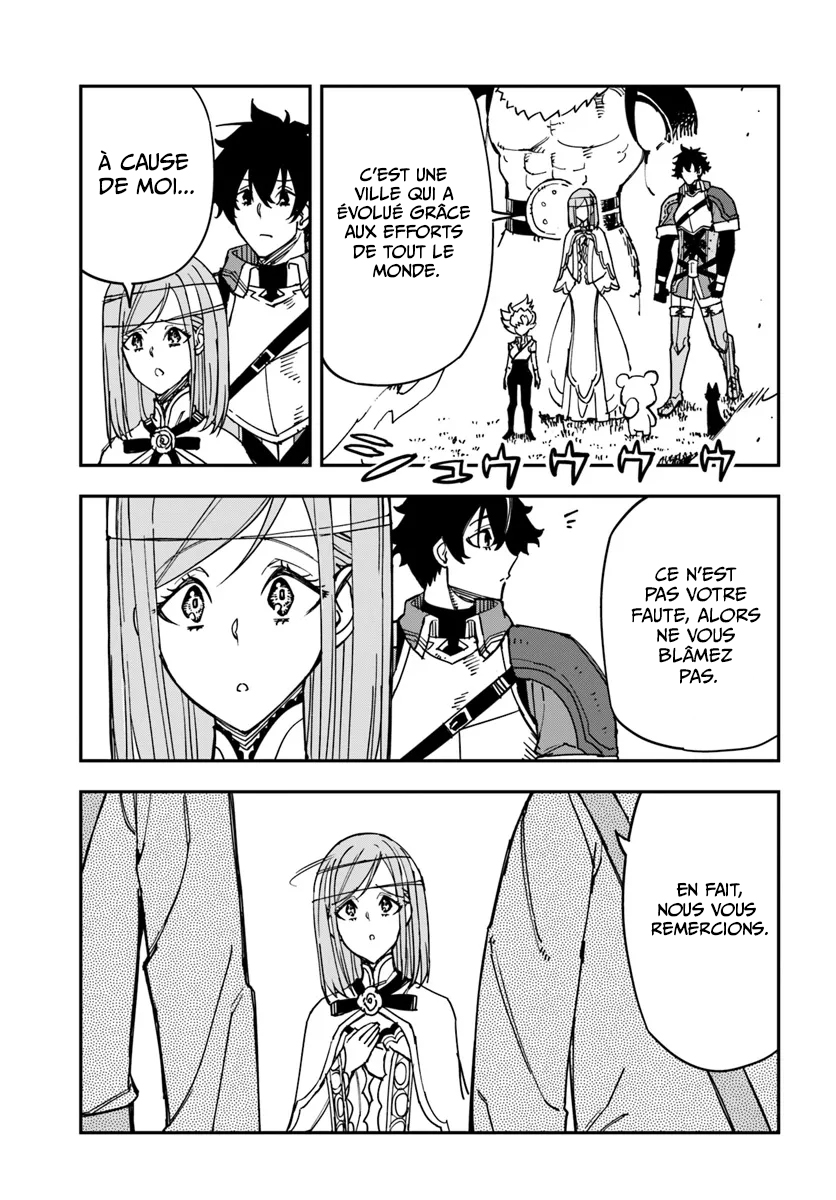 C'EST UNE
VILLE QUI A
ÉVOLUÉ GRÂCE
AUX EFFORTS
DE TOUT LE
MONDE.
シュウウウウ
À CAUSE
DE MOI...
CE N'EST
PAS VOTRE
FAUTE, ALORS
NE VOUS
BLÂMEZ
PAS.
EN FAIT,
NOUS VOUS
REMERCIONS.